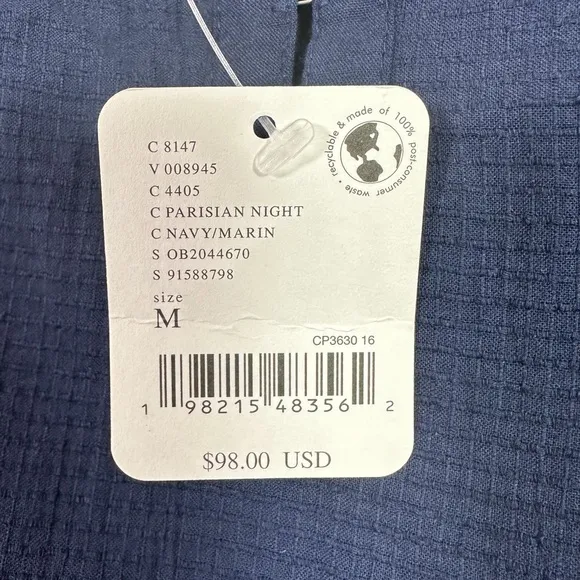 recyclable & made of 100% post-consumer waste •
C 8147
V 008945
C 4405
C PARISIAN NIGHT
C NAVY/MARIN
S OB2044670
S 91588798
size
M
CP3630 16
1 98215 48356 2
$98.00 USD